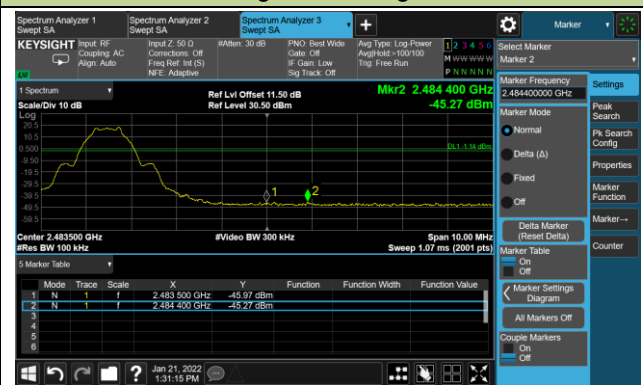 Spectrum Analyzer 1
Swept SA
Spectrum Analyzer 2
Swept SA
Spectrum Analyzer 3
Swept SA
Marker
KEYSIGHT
Input: RF
Coupling: AC
Align: Auto
Input Z: 50 Ω
Corrections: Off
Freq Ref: Int (S)
NFE: Adaptive
#Atten: 30 dB
PNO: Best Wide
Gate: Off
IF Gain: Low
Sig Track: Off
Avg Type: Log-Power
Avg|Hold:>100/100
Trig: Free Run
1 2 3 4 5 6
M W W W W W
P N N N N N
LXI
Select Marker
Marker 2
1 Spectrum
Scale/Div 10 dB
Log
Ref Lvl Offset 11.50 dB
Ref Level 30.50 dBm
Mkr2 2.484 400 GHz
-45.27 dBm
20.5
10.5
0.500
-9.50
-19.5
-29.5
-39.5
-49.5
-59.5
DL1 -1.14 dBm
1
2
Center 2.483500 GHz
#Res BW 100 kHz
#Video BW 300 kHz
Span 10.00 MHz
Sweep 1.07 ms (2001 pts)
5 Marker Table
Mode Trace Scale X Y Function Function Width Function Value
1 N 1 f 2.483 500 GHz -45.97 dBm
2 N 1 f 2.484 400 GHz -45.27 dBm
3
4
5
6
Marker Frequency
2.484400000 GHz
Marker Mode
Normal
Delta (Δ)
Fixed
Off
Delta Marker
(Reset Delta)
Marker Table
On
Off
Marker Settings
Diagram
All Markers Off
Couple Markers
On
Off
Settings
Peak
Search
Pk Search
Config
Properties
Marker
Function
Marker→
Counter
?
Jan 21, 2022
1:31:15 PM